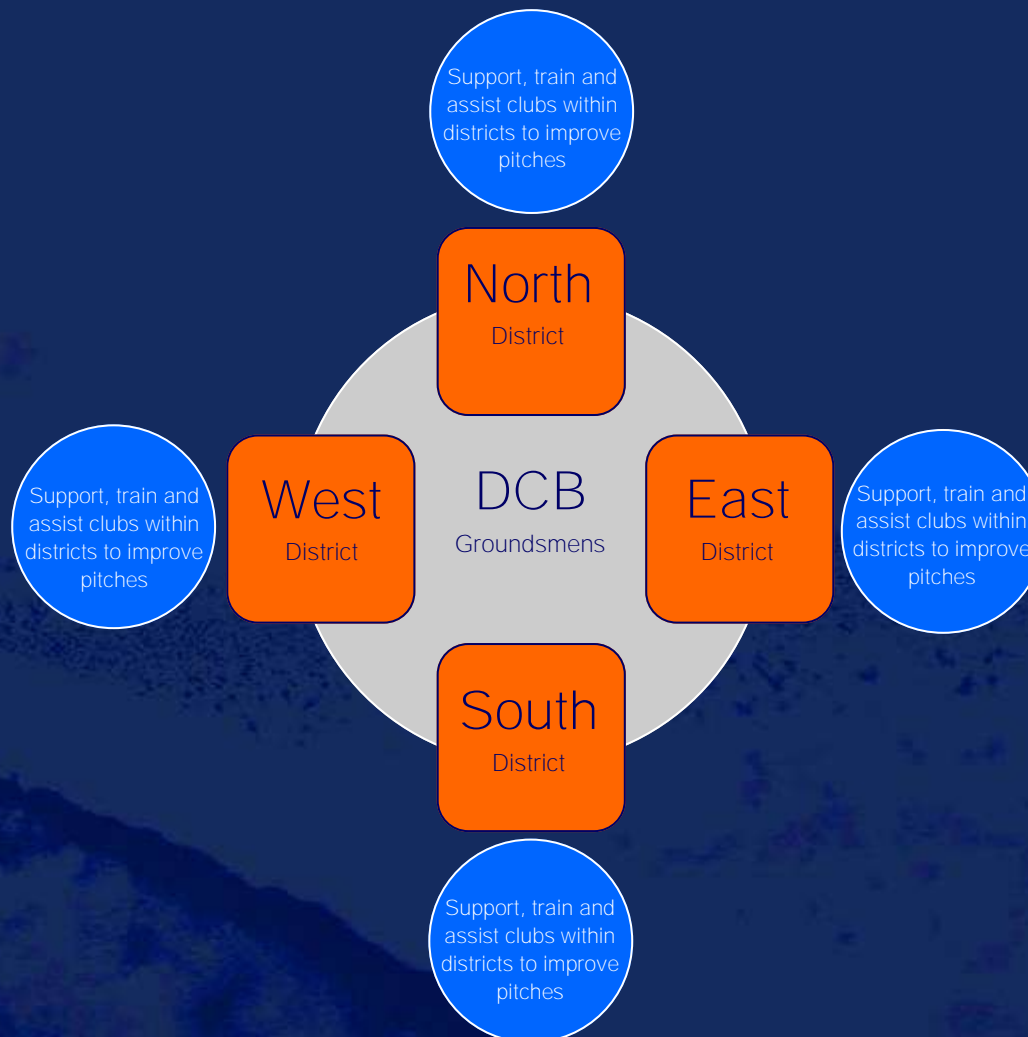 Support, train and
assist clubs within
districts to improve
pitches
North
District
Support, train and
assist clubs within
districts to improve
pitches
West
District
DCB
Groundsmens
East
District
Support, train and
assist clubs within
districts to improve
pitches
South
District
Support, train and
assist clubs within
districts to improve
pitches